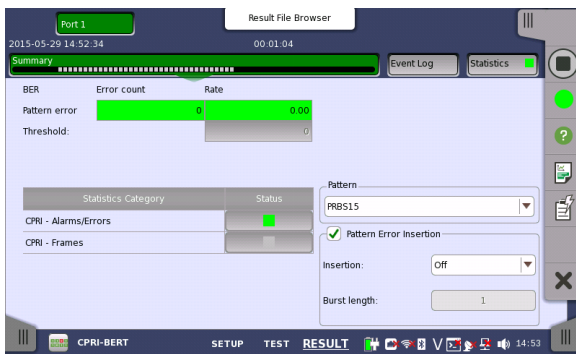 Port 1
Result File Browser
2015-05-29 14:52:34
00:01:04
Summary
Event Log
Statistics
BER
Error count
Rate
Pattern error
0
0.00
Threshold:
0
Statistics Category
Status
CPRI - Alarms/Errors
CPRI - Frames
Pattern
PRBS15
Pattern Error Insertion
Insertion:
Off
Burst length:
1
CPRI-BERT
SETUP
TEST
RESULT
14:53